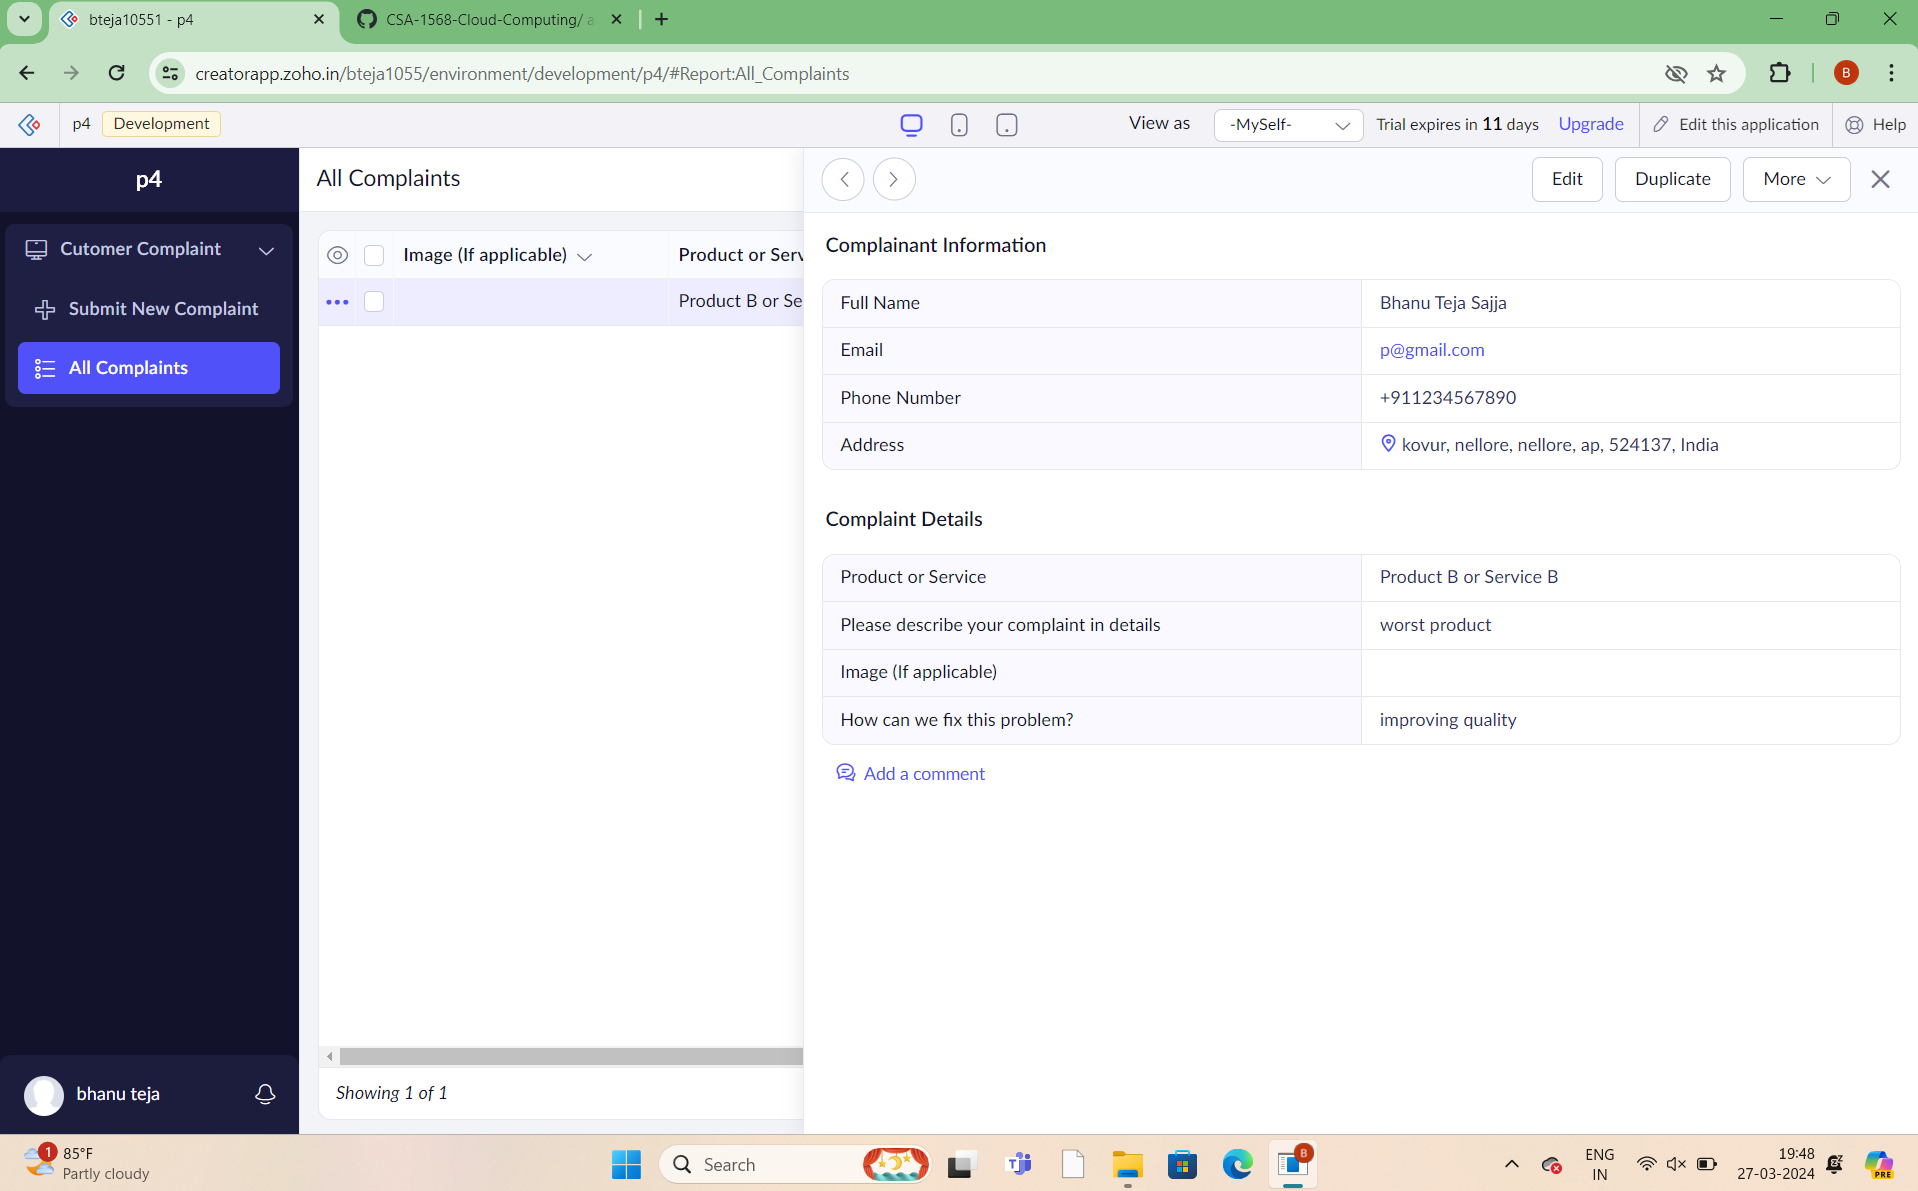 bteja10551 - p4
CSA-1568-Cloud-Computing/ a
creatorapp.zoho.in/bteja1055/environment/development/p4/#Report:All_Complaints
B
p4
Development
View as
-MySelf-
Trial expires in 11 days
Upgrade
Edit this application
Help
p4
Cutomer Complaint
Submit New Complaint
All Complaints
bhanu teja
All Complaints
Image (If applicable)
Product or Serv
Product B or Se
Showing 1 of 1
Edit
Duplicate
More
Complainant Information
Full Name
Bhanu Teja Sajja
Email
p@gmail.com
Phone Number
+911234567890
Address
kovur, nellore, nellore, ap, 524137, India
Complaint Details
Product or Service
Product B or Service B
Please describe your complaint in details
worst product
Image (If applicable)
How can we fix this problem?
improving quality
Add a comment
1
85°F
Partly cloudy
Search
B
ENG
IN
19:48
27-03-2024
PRE